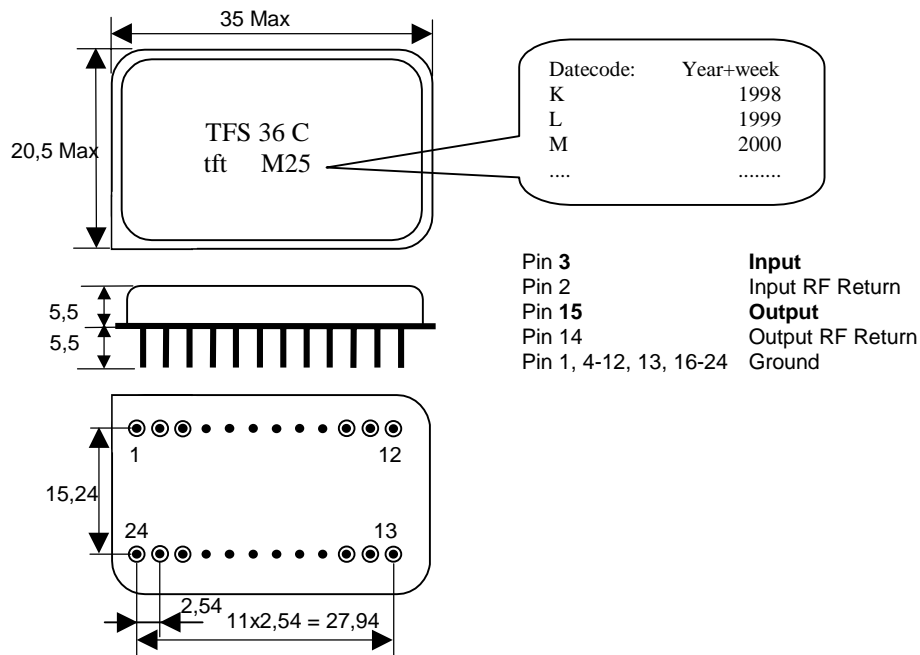 35 Max
20,5 Max
TFS 36 C
tft M25
Datecode: Year+week
K 1998
L 1999
M 2000
.... ........
Pin 3 Input
Pin 2 Input RF Return
Pin 15 Output
Pin 14 Output RF Return
Pin 1, 4-12, 13, 16-24 Ground
5,5
5,5
1 12
15,24
24 13
2,54
11x2,54 = 27,94